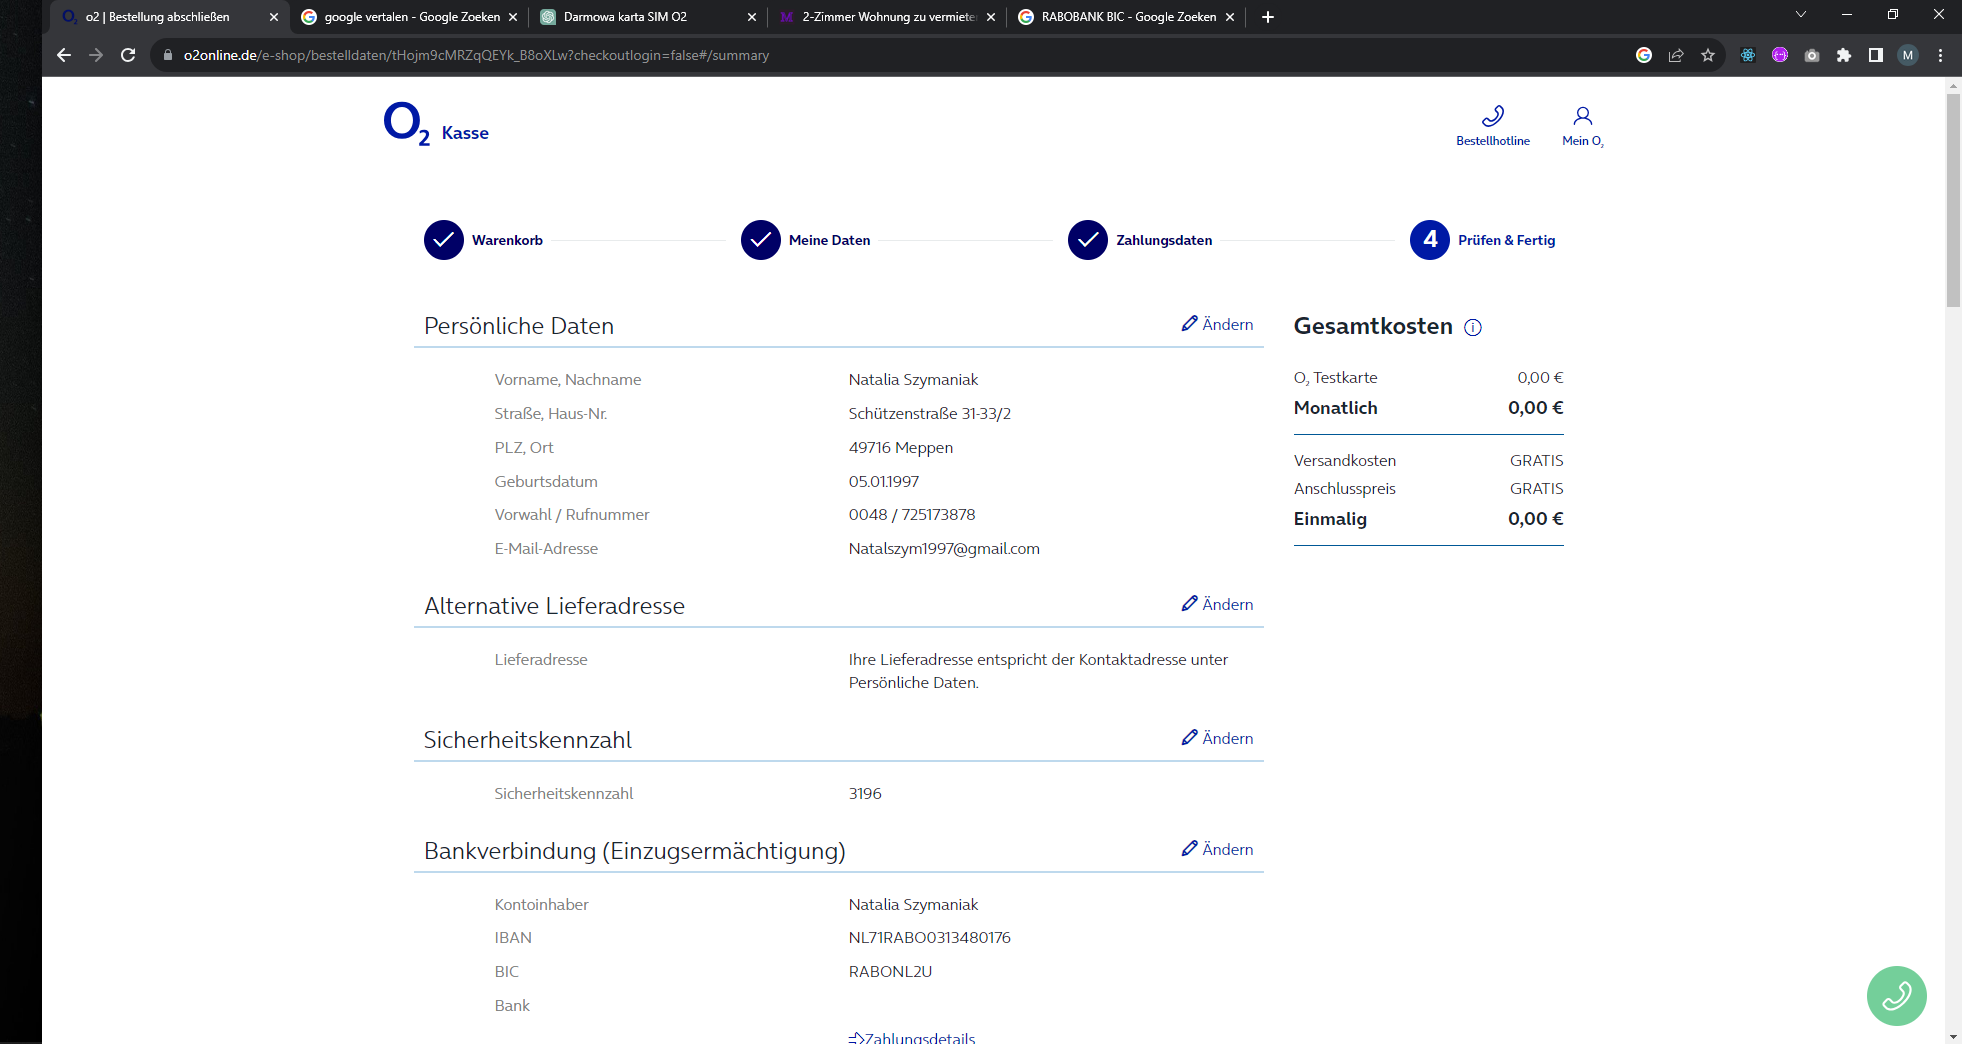 o2 | Bestellung abschließen
google vertalen - Google Zoeken
Darmowa karta SIM O2
2-Zimmer Wohnung zu vermieten
RABOBANK BIC - Google Zoeken
o2online.de/e-shop/bestelldaten/tHojm9cMRZqQEYk_B8oXLw?checkoutlogin=false#/summary
M
O2 Kasse
Bestellhotline
Mein O2
Warenkorb
Meine Daten
Zahlungsdaten
4 Prüfen & Fertig
Persönliche Daten
Ändern
Vorname, Nachname Natalia Szymaniak
Straße, Haus-Nr. Schützenstraße 31-33/2
PLZ, Ort 49716 Meppen
Geburtsdatum 05.01.1997
Vorwahl / Rufnummer 0048 / 725173878
E-Mail-Adresse Natalszym1997@gmail.com
Alternative Lieferadresse
Ändern
Lieferadresse Ihre Lieferadresse entspricht der Kontaktadresse unter
Persönliche Daten.
Sicherheitskennzahl
Ändern
Sicherheitskennzahl 3196
Bankverbindung (Einzugsermächtigung)
Ändern
Kontoinhaber Natalia Szymaniak
IBAN NL71RABO0313480176
BIC RABONL2U
Bank
Zahlungsdetails
Gesamtkosten
O2 Testkarte 0,00 €
Monatlich 0,00 €
Versandkosten GRATIS
Anschlusspreis GRATIS
Einmalig 0,00 €